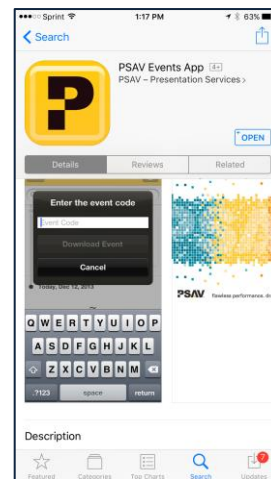 Sprint 1:17 PM 63%
Search
PSAV Events App 4+
PSAV – Presentation Services >
OPEN
Details Reviews Related
Enter the event code
Event Code
Download Event
Cancel
Today, Dec 12, 2013
Q W E R T Y U I O P
A S D F G H J K L
Z X C V B N M
.?123 space return
PSAV flawless performance.
Description
7
Featured Categories Top Charts Search Updates